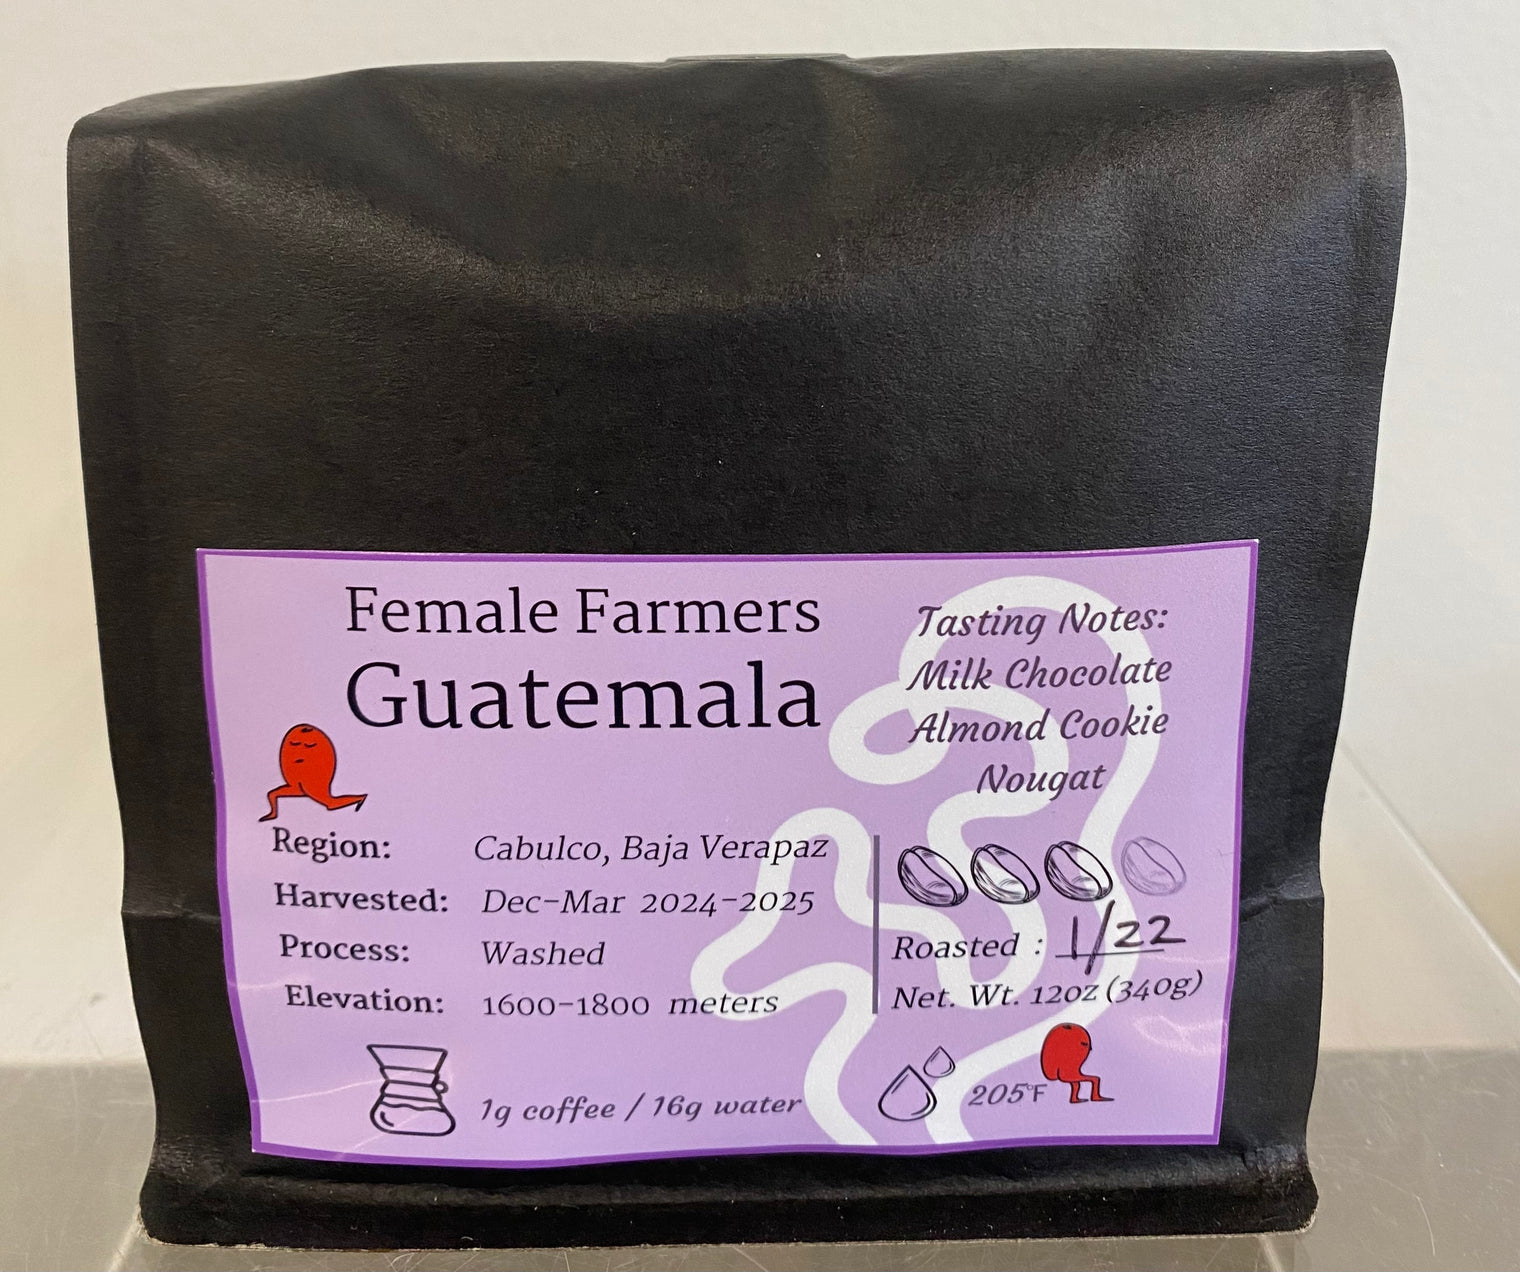 Female Farmers
Guatemala
Tasting Notes:
Milk Chocolate
Almond Cookie
Nougat
Region: Cabulco, Baja Verapaz
Harvested: Dec-Mar 2024-2025
Process: Washed
Elevation: 1600-1800 meters
Roasted : 1/22
Net. Wt. 12oz (340g)
1g coffee / 16g water
205°F